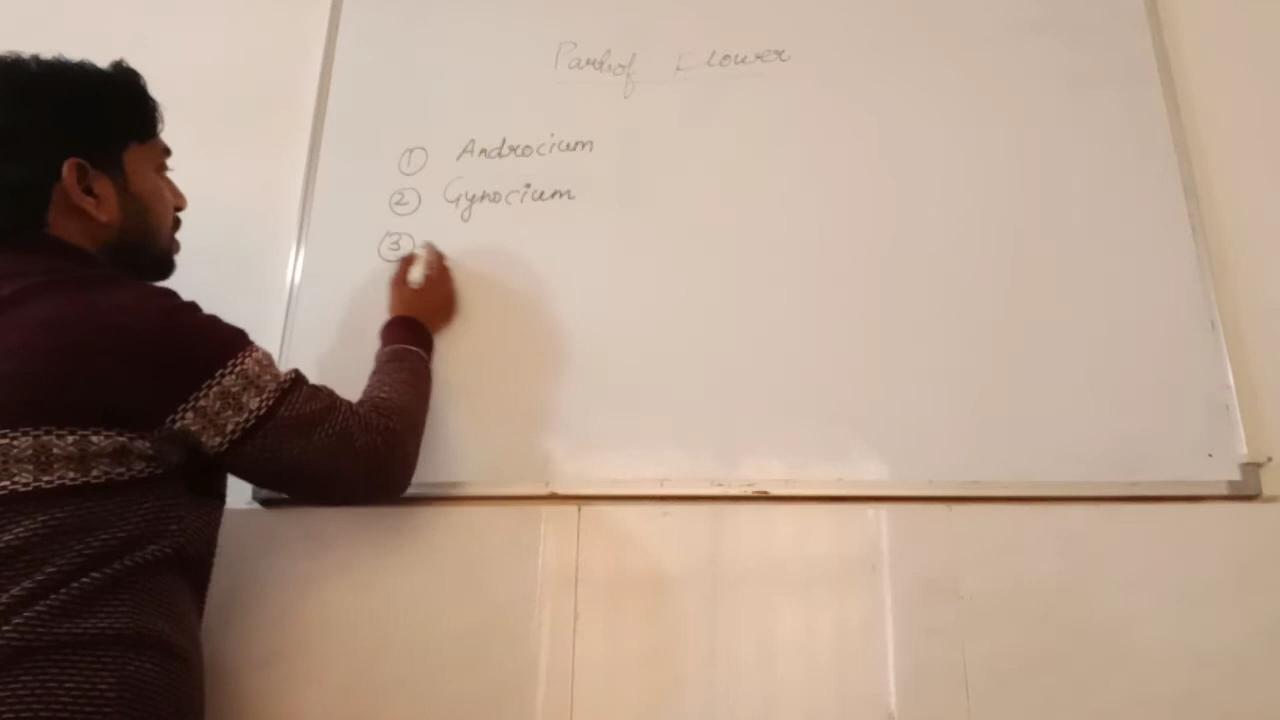 Part of Flower
① Androcium
② Gynocium
③